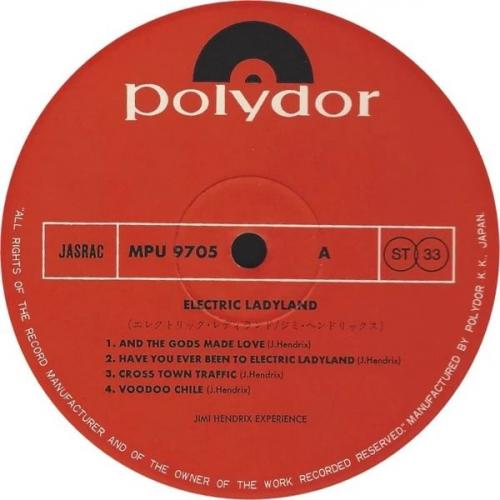 polydor
JASRAC MPU 9705 A ST 33
ELECTRIC LADYLAND
(エレクトリック・レディランド/ジミ・ヘンドリックス)
1. AND THE GODS MADE LOVE (J.Hendrix)
2. HAVE YOU EVER BEEN TO ELECTRIC LADYLAND (J.Hendrix)
3. CROSS TOWN TRAFFIC (J.Hendrix)
4. VOODOO CHILE (J.Hendrix)
JIMI HENDRIX EXPERIENCE
"ALL RIGHTS OF THE RECORD MANUFACTURER AND OF THE OWNER OF THE WORK RECORDED RESERVED." MANUFACTURED BY POLYDOR K. K., JAPAN.